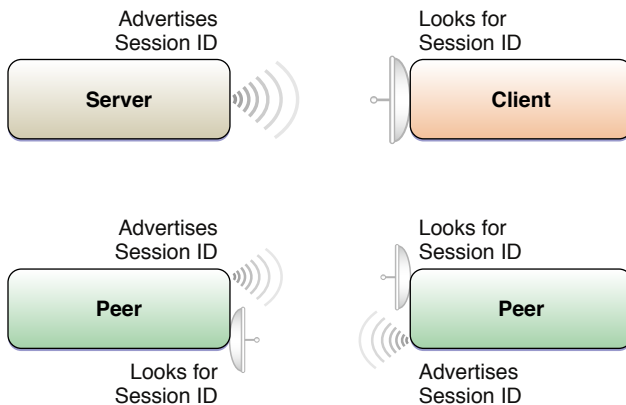 Advertises
Session ID
Looks for
Session ID
Server
Client
Advertises
Session ID
Looks for
Session ID
Peer
Peer
Looks for
Session ID
Advertises
Session ID